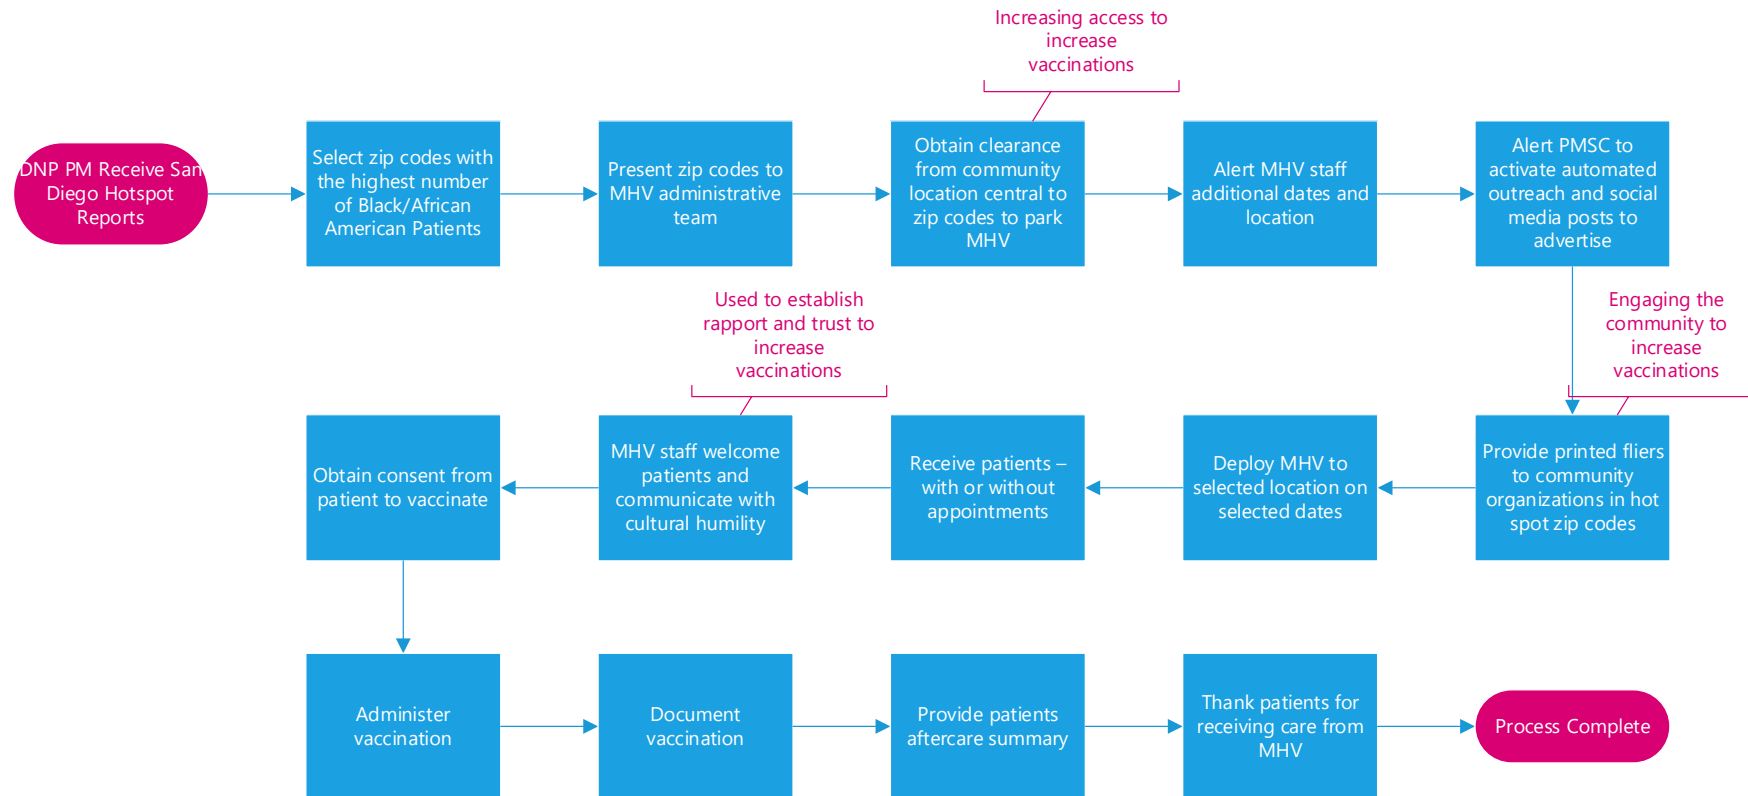 Increasing access to
increase
vaccinations
DNP PM Receive San
Diego Hotspot
Reports
Select zip codes with
the highest number
of Black/African
American Patients
Present zip codes to
MHV administrative
team
Obtain clearance
from community
location central to
zip codes to park
MHV
Alert MHV staff
additional dates and
location
Alert PMSC to
activate automated
outreach and social
media posts to
advertise
Used to establish
rapport and trust to
increase
vaccinations
Engaging the
community to
increase
vaccinations
Obtain consent from
patient to vaccinate
MHV staff welcome
patients and
communicate with
cultural humility
Receive patients –
with or without
appointments
Deploy MHV to
selected location on
selected dates
Provide printed fliers
to community
organizations in hot
spot zip codes
Administer
vaccination
Document
vaccination
Provide patients
aftercare summary
Thank patients for
receiving care from
MHV
Process Complete